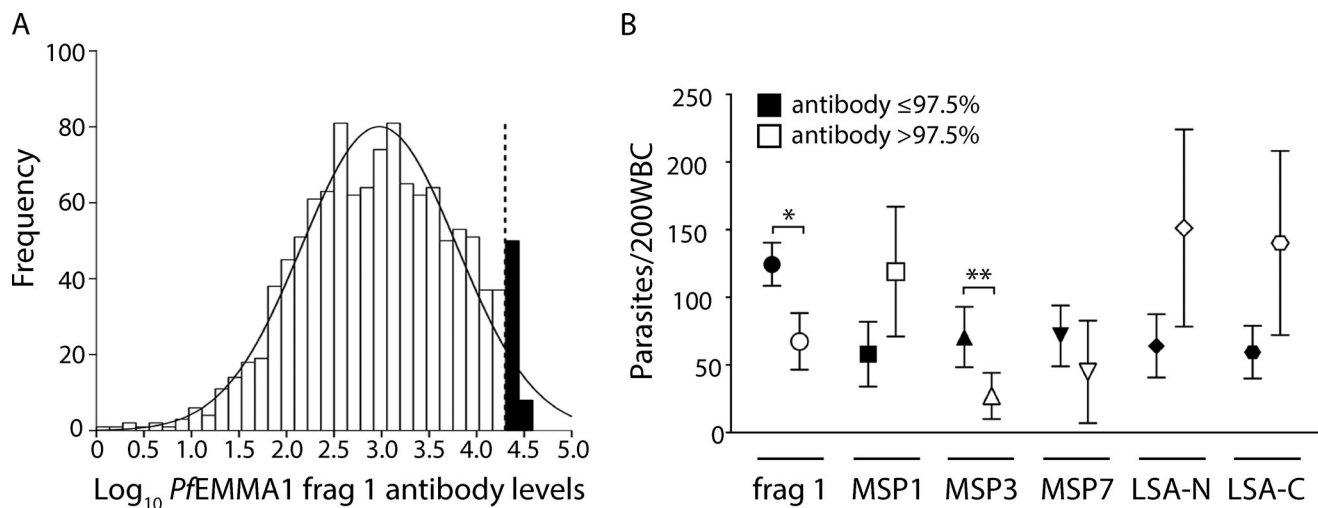 A
100
80
60
40
20
0
Frequency
0 0.5 1.0 1.5 2.0 2.5 3.0 3.5 4.0 4.5 5.0
Log10 PfEMMA1 frag 1 antibody levels
B
antibody ≤97.5%
antibody >97.5%
250
200
150
100
50
0
Parasites/200WBC
* **
frag 1 MSP1 MSP3 MSP7 LSA-N LSA-C